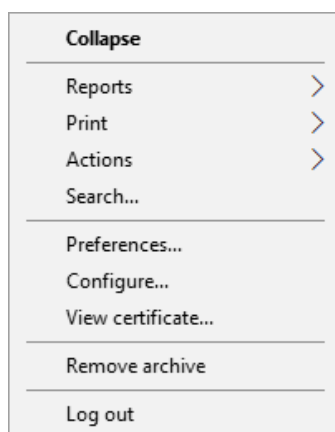 Collapse
Reports
Print
Actions
Search...
Preferences...
Configure...
View certificate...
Remove archive
Log out